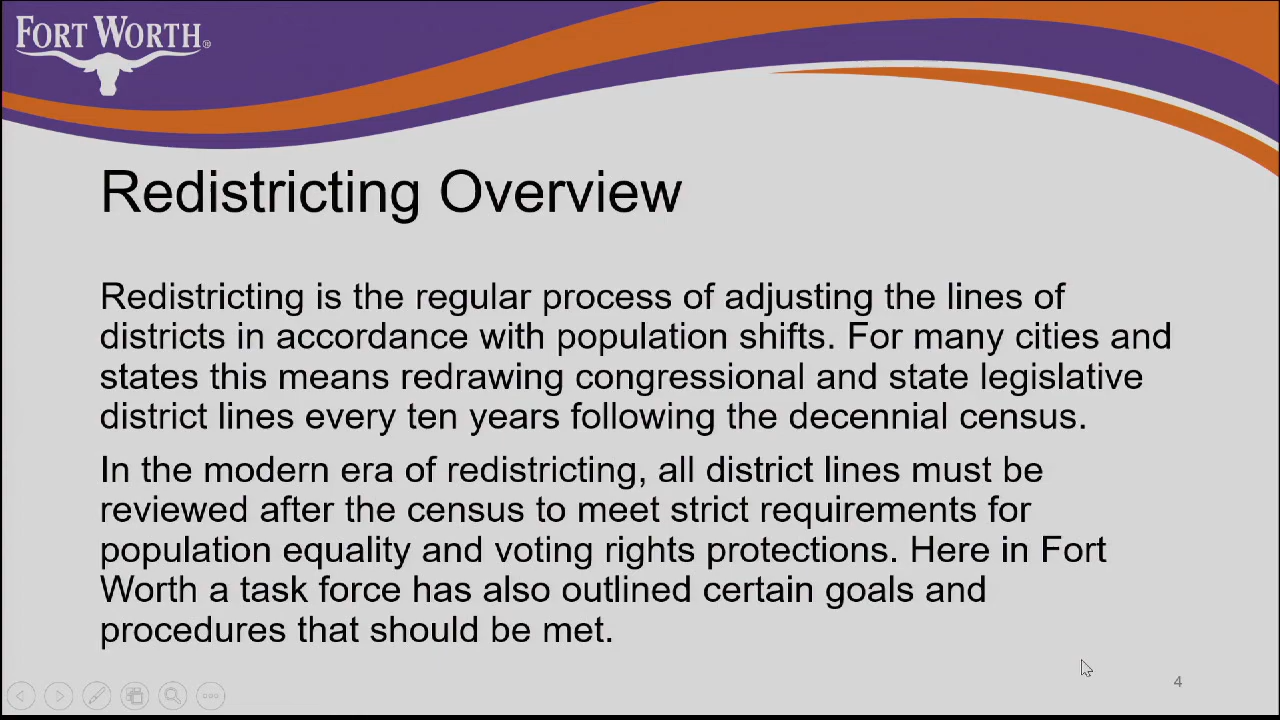 FORT WORTH®
Redistricting Overview
Redistricting is the regular process of adjusting the lines of
districts in accordance with population shifts. For many cities and
states this means redrawing congressional and state legislative
district lines every ten years following the decennial census.
In the modern era of redistricting, all district lines must be
reviewed after the census to meet strict requirements for
population equality and voting rights protections. Here in Fort
Worth a task force has also outlined certain goals and
procedures that should be met.
4